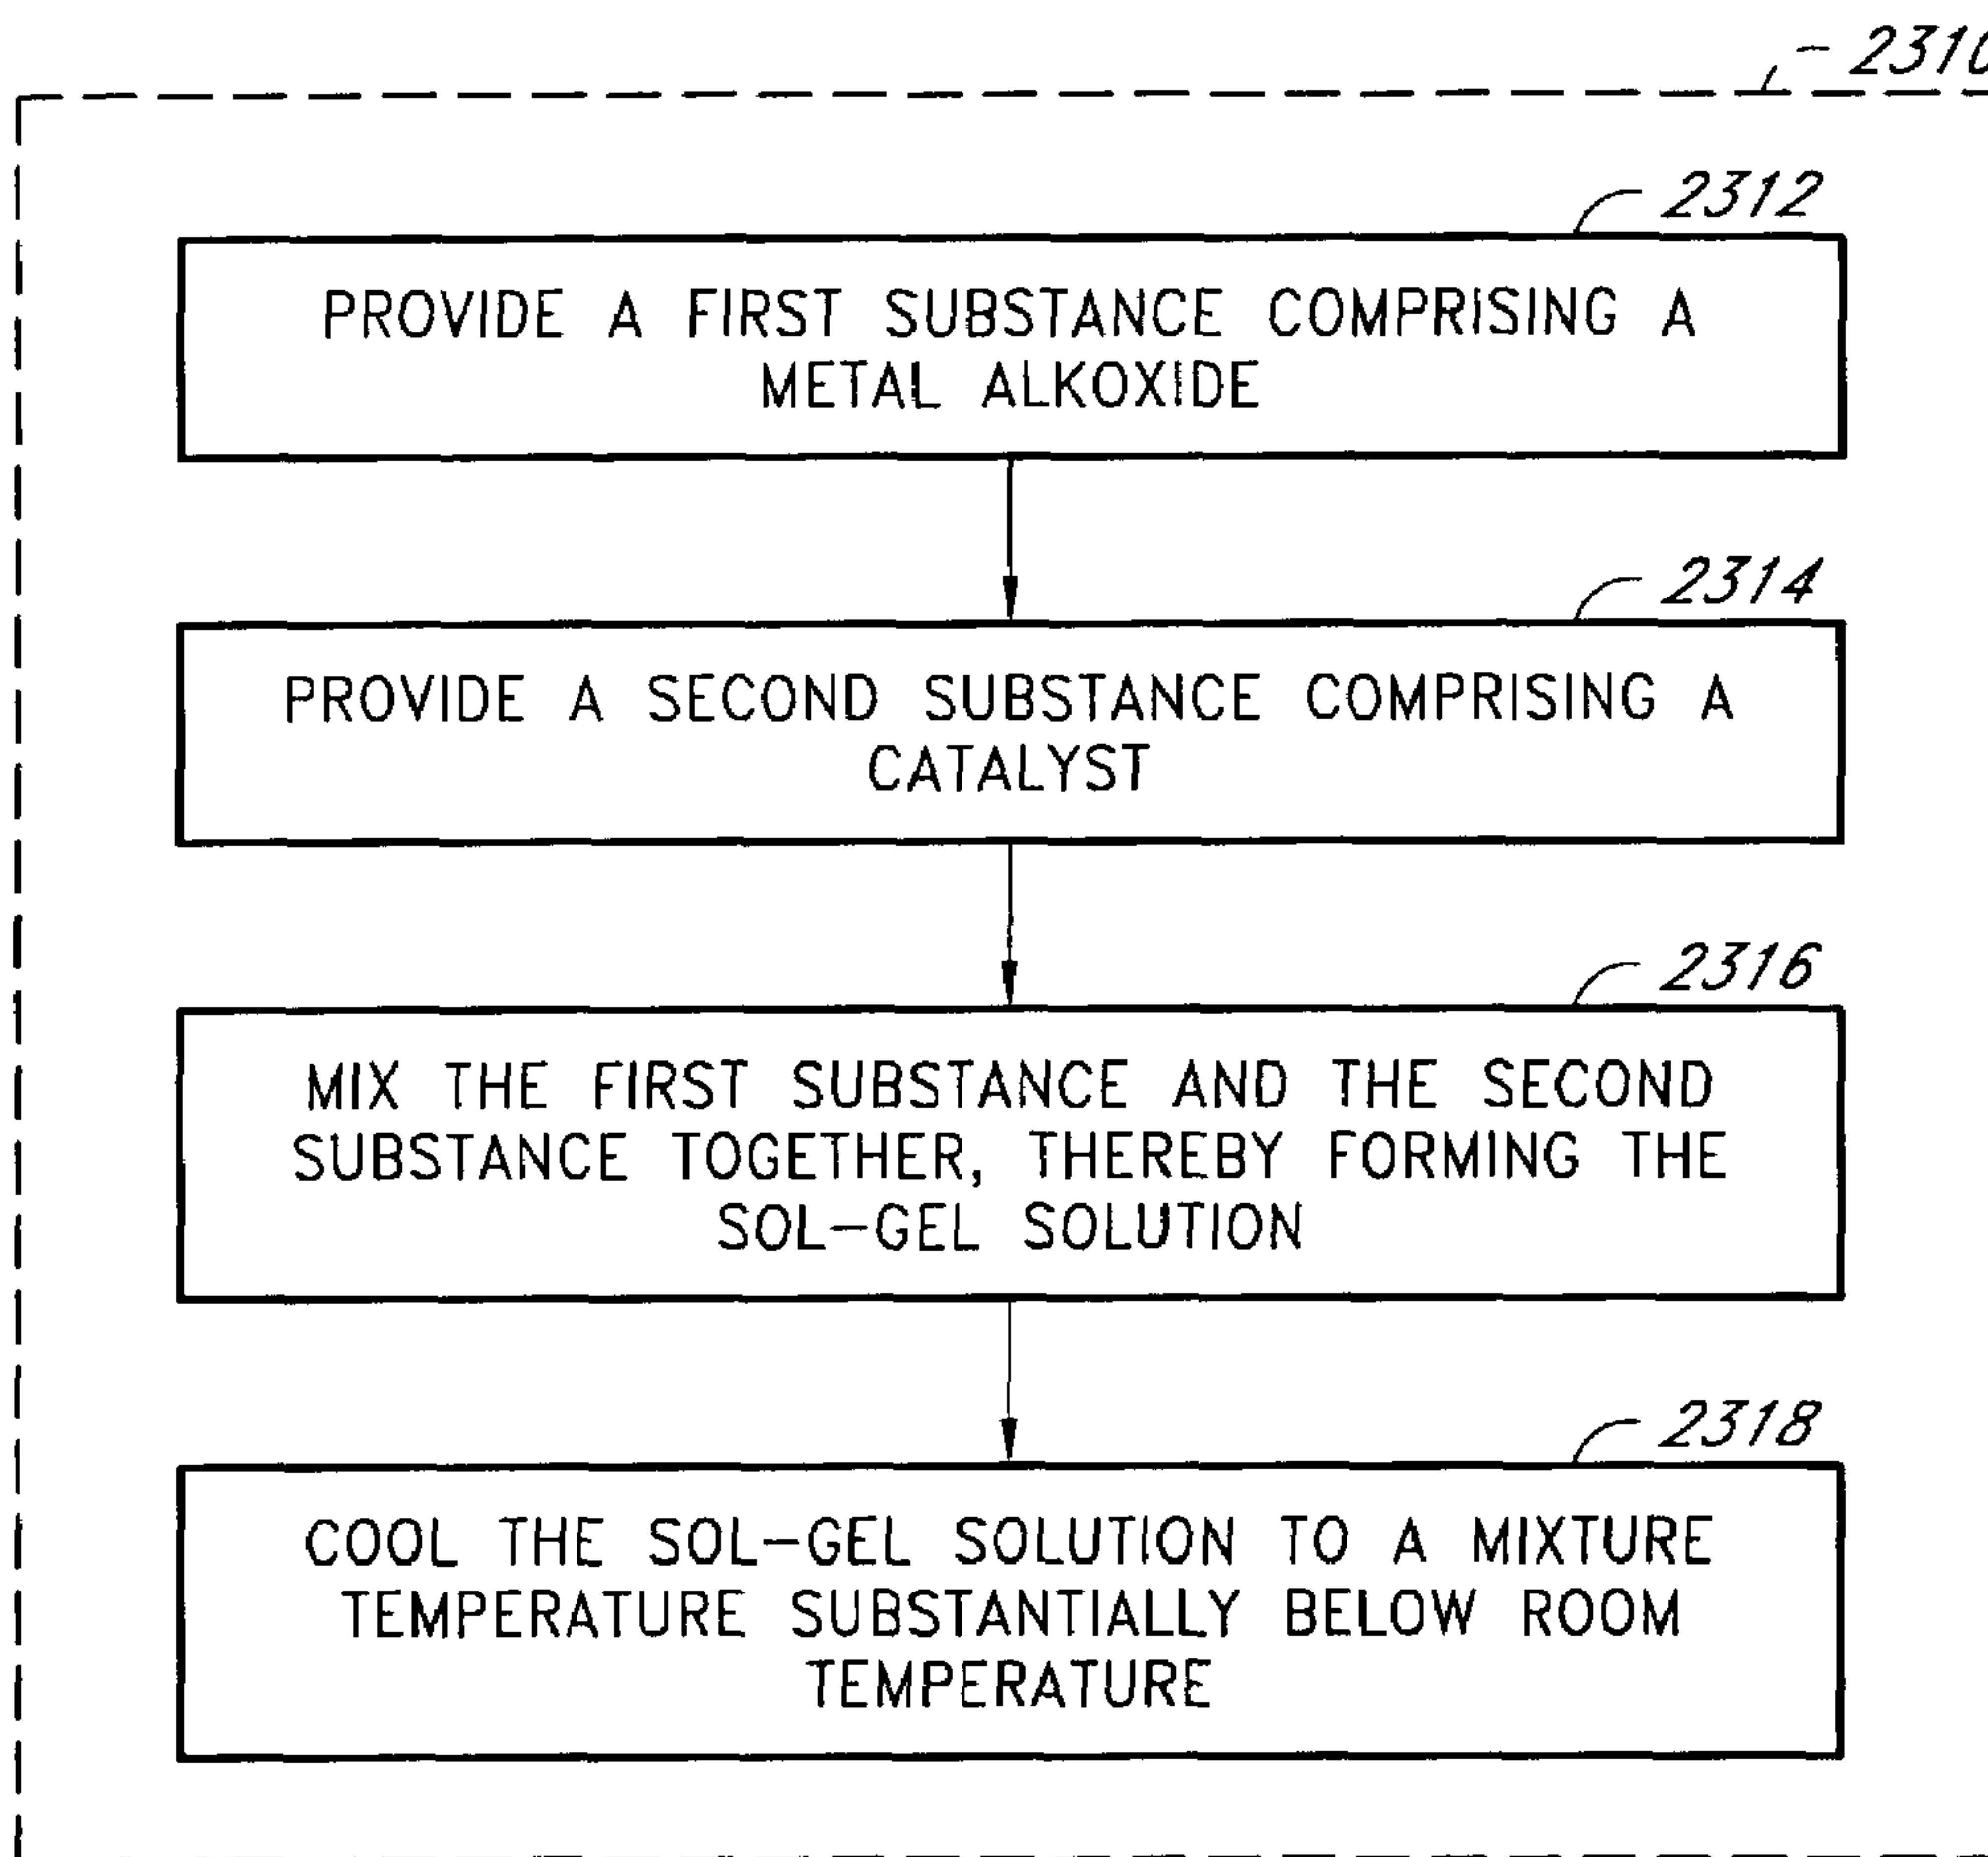 2310
2312
PROVIDE A FIRST SUBSTANCE COMPRISING A
METAL ALKOXIDE
2314
PROVIDE A SECOND SUBSTANCE COMPRISING A
CATALYST
2316
MIX THE FIRST SUBSTANCE AND THE SECOND
SUBSTANCE TOGETHER, THEREBY FORMING THE
SOL-GEL SOLUTION
2318
COOL THE SOL-GEL SOLUTION TO A MIXTURE
TEMPERATURE SUBSTANTIALLY BELOW ROOM
TEMPERATURE